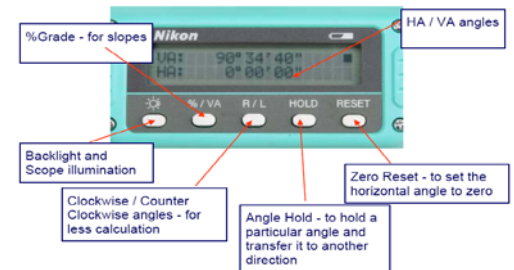 %Grade - for
slopes
Nikon
HA / VA angles
VA: 90°34'40"
HA: 0°00'00"
% / VA R / L HOLD RESET
Backlight and
Scope illumination
Clockwise / Counter
Clockwise angles - for
less calculation
Angle Hold - to hold a
particular angle and
transfer it to another
direction
Zero Reset - to set the
horizontal angle to zero